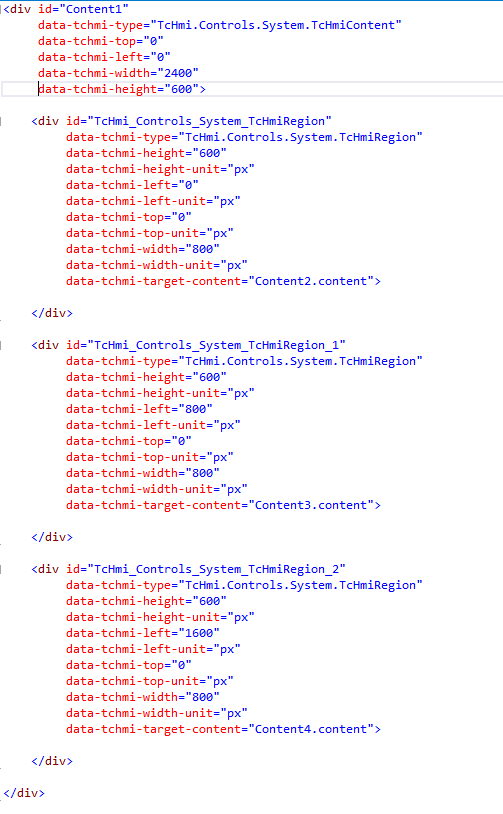 <div id="Content1"
data-tchmi-type="TcHmi.Controls.System.TcHmiContent"
data-tchmi-top="0"
data-tchmi-left="0"
data-tchmi-width="2400"
data-tchmi-height="600">
<div id="TcHmi_Controls_System_TcHmiRegion"
data-tchmi-type="TcHmi.Controls.System.TcHmiRegion"
data-tchmi-height="600"
data-tchmi-height-unit="px"
data-tchmi-left="0"
data-tchmi-left-unit="px"
data-tchmi-top="0"
data-tchmi-top-unit="px"
data-tchmi-width="800"
data-tchmi-width-unit="px"
data-tchmi-target-content="Content2.content">
</div>
<div id="TcHmi_Controls_System_TcHmiRegion_1"
data-tchmi-type="TcHmi.Controls.System.TcHmiRegion"
data-tchmi-height="600"
data-tchmi-height-unit="px"
data-tchmi-left="800"
data-tchmi-left-unit="px"
data-tchmi-top="0"
data-tchmi-top-unit="px"
data-tchmi-width="800"
data-tchmi-width-unit="px"
data-tchmi-target-content="Content3.content">
</div>
<div id="TcHmi_Controls_System_TcHmiRegion_2"
data-tchmi-type="TcHmi.Controls.System.TcHmiRegion"
data-tchmi-height="600"
data-tchmi-height-unit="px"
data-tchmi-left="1600"
data-tchmi-left-unit="px"
data-tchmi-top="0"
data-tchmi-top-unit="px"
data-tchmi-width="800"
data-tchmi-width-unit="px"
data-tchmi-target-content="Content4.content">
</div>
</div>